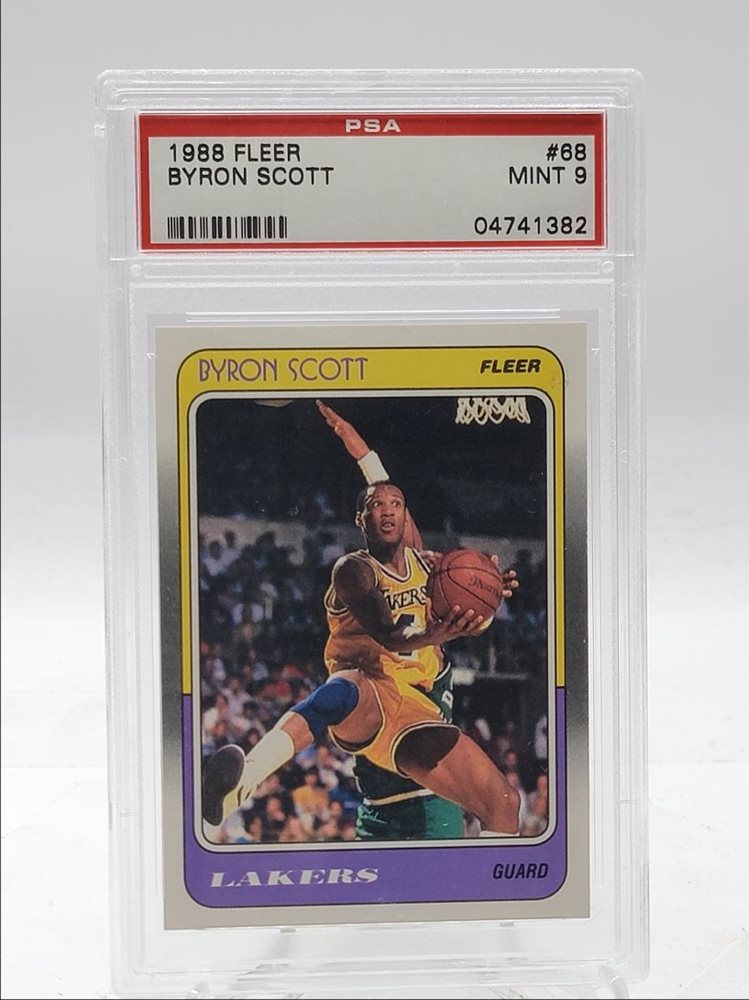 PSA
1988 FLEER #68
BYRON SCOTT MINT 9
04741382
BYRON SCOTT FLEER
LAKERS
LAKERS GUARD